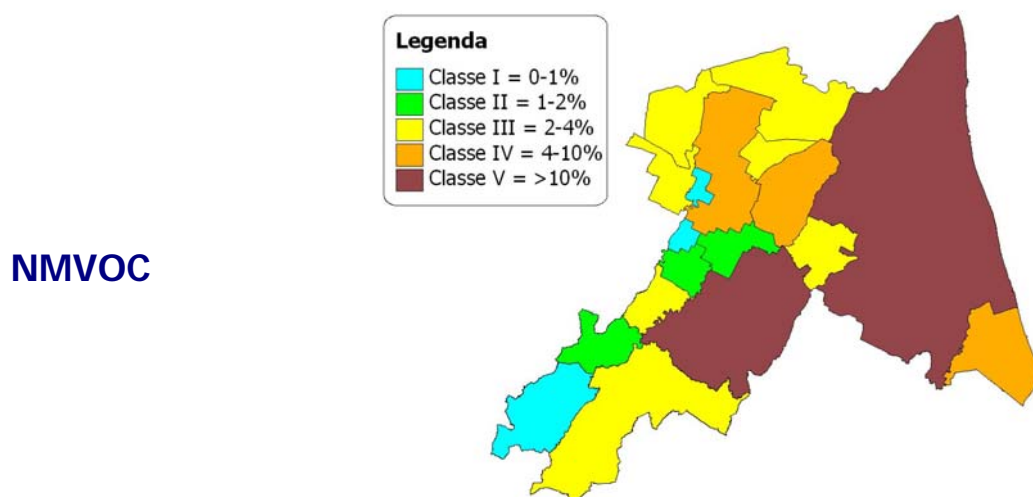 Legenda
Classe I = 0-1%
Classe II = 1-2%
Classe III = 2-4%
Classe IV = 4-10%
Classe V = >10%
NMVOC